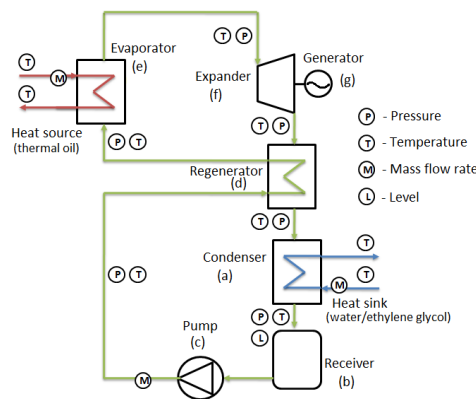 Evaporator
(e)
T P
Generator
(g)
Expander
(f)
T
M
T
Heat source
(thermal oil)
P T
T P
P - Pressure
T - Temperature
M - Mass flow rate
L - Level
Regenerator
(d)
T P
Condenser
(a)
T
T
M
Heat sink
(water/ethylene glycol)
P T
P T
L
Pump
(c)
M
Receiver
(b)